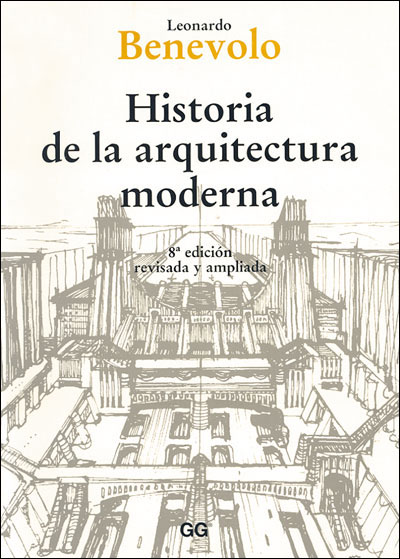 Leonardo
Benevolo
Historia
de la arquitectura
moderna
8ª edición
revisada y ampliada
GG®